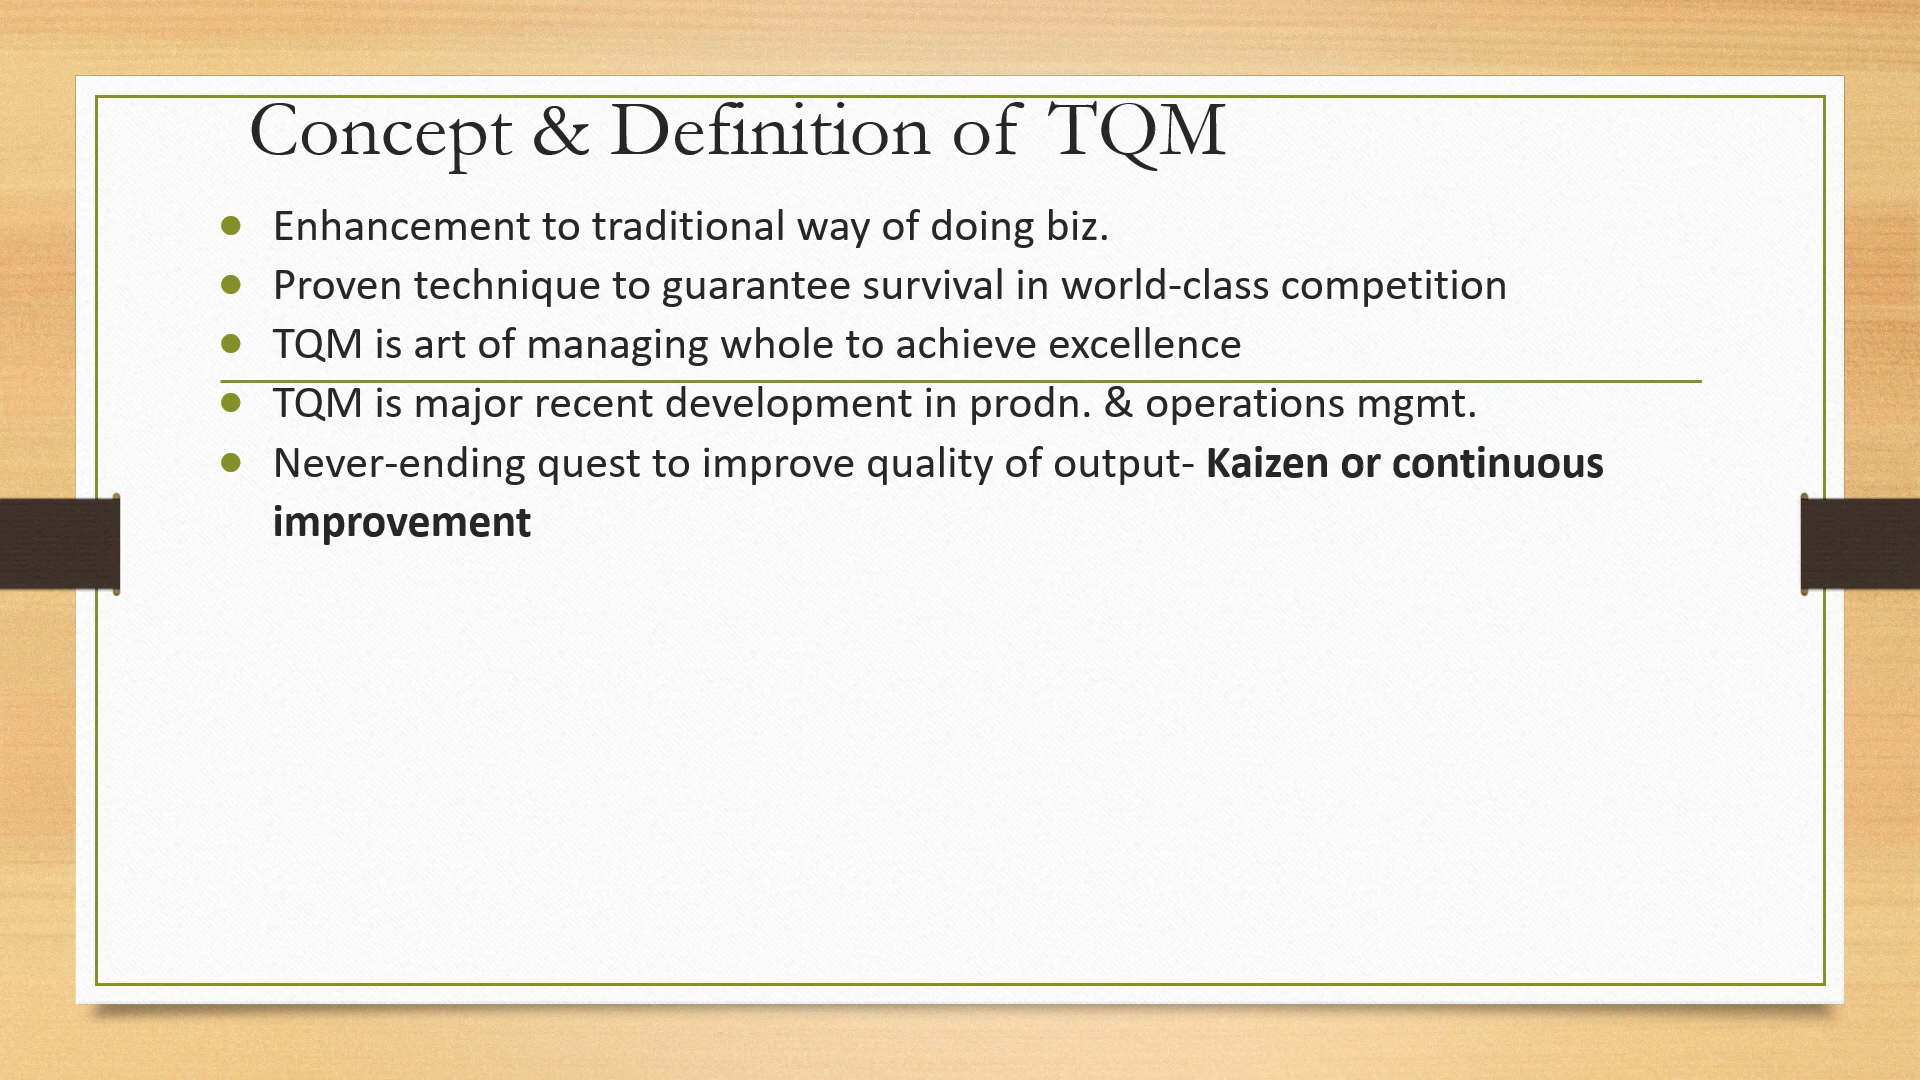 Concept & Definition of TQM
Enhancement to traditional way of doing biz.
Proven technique to guarantee survival in world-class competition
TQM is art of managing whole to achieve excellence
TQM is major recent development in prodn. & operations mgmt.
Never-ending quest to improve quality of output- Kaizen or continuous
improvement